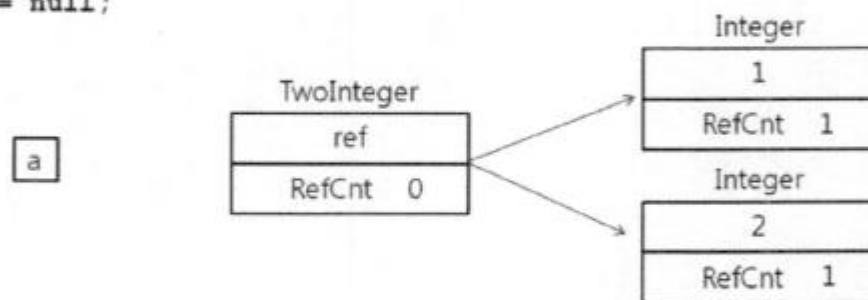 = null;
Integer
1
RefCnt 1
TwoInteger
ref
RefCnt 0
a
Integer
2
RefCnt 1